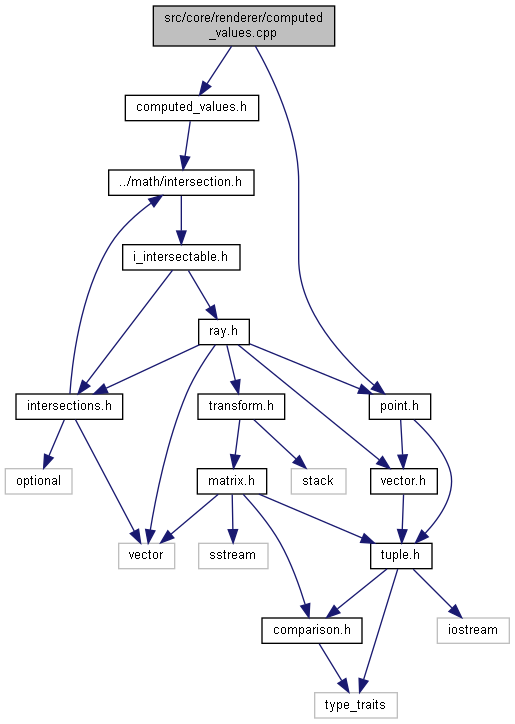 src/core/renderer/computed
_values.cpp
computed_values.h
../math/intersection.h
i_intersectable.h
ray.h
intersections.h
transform.h
point.h
optional
matrix.h
stack
vector.h
vector
sstream
tuple.h
comparison.h
iostream
type_traits